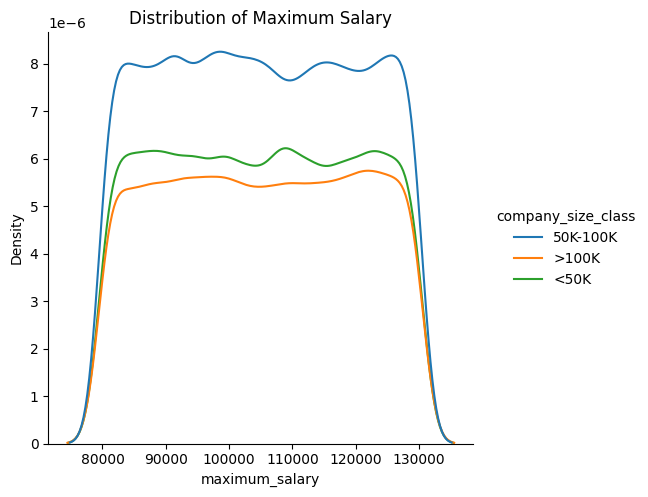 Distribution of Maximum Salary
1e−6
8
7
6
5
4
3
2
1
0
Density
80000 90000 100000 110000 120000 130000
maximum_salary
company_size_class
50K-100K
>100K
<50K